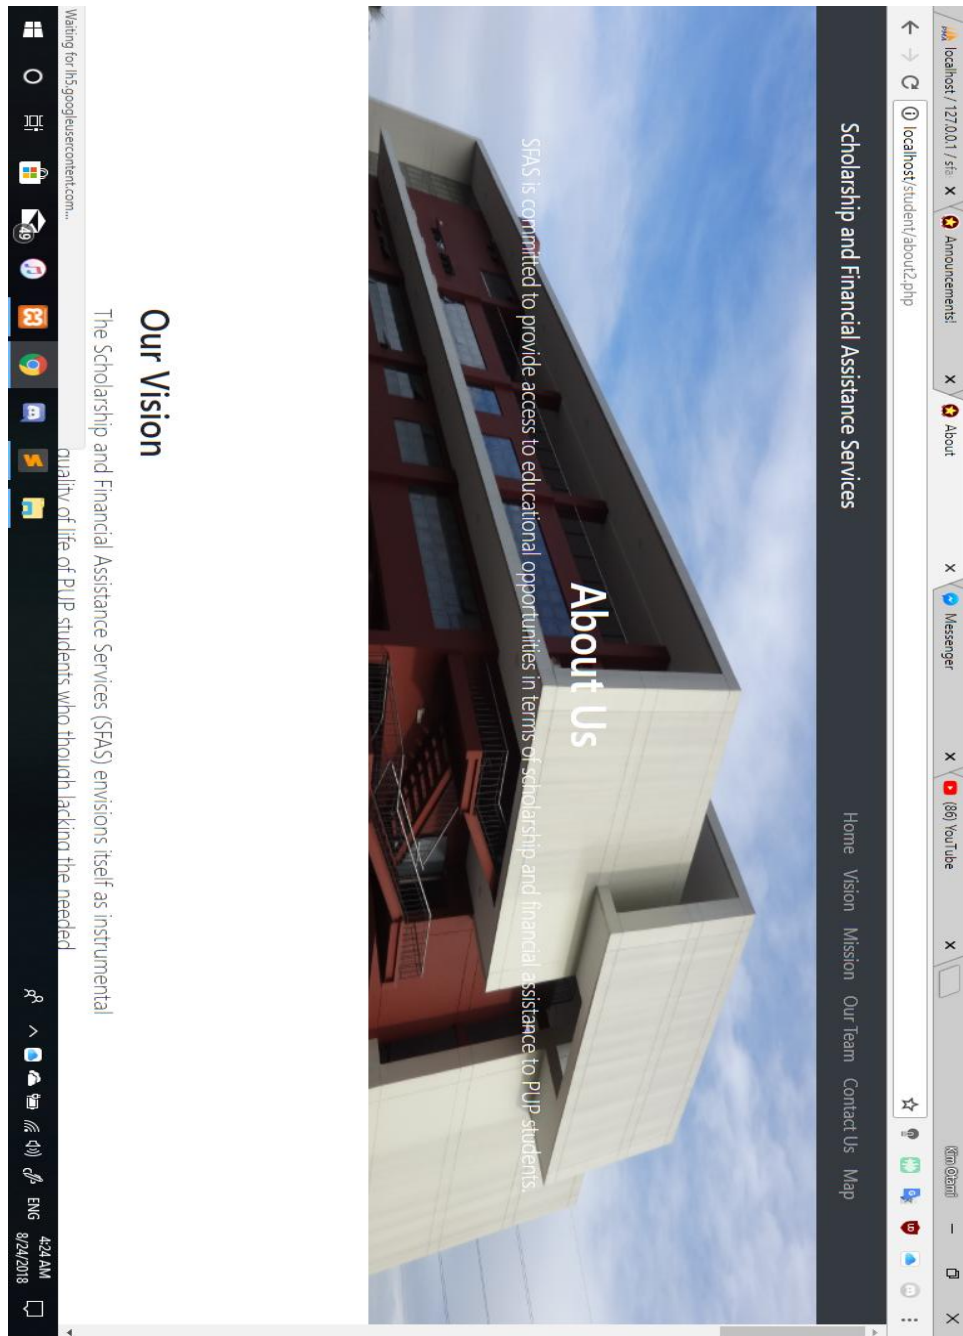 localhost / 127.0.0.1 / sfa
Announcements!
About
Messenger
(86) YouTube
Kim Otami
localhost/student/about2.php
Scholarship and Financial Assistance Services
Home Vision Mission Our Team Contact Us Map
About Us
SFAS is committed to provide access to educational opportunities in terms of scholarship and financial assistance to PUP students.
Our Vision
The Scholarship and Financial Assistance Services (SFAS) envisions itself as instrumental
quality of life of PUP students who though lacking the needed
Waiting for lh5.googleusercontent.com...
49
ENG
4:24 AM
8/24/2018